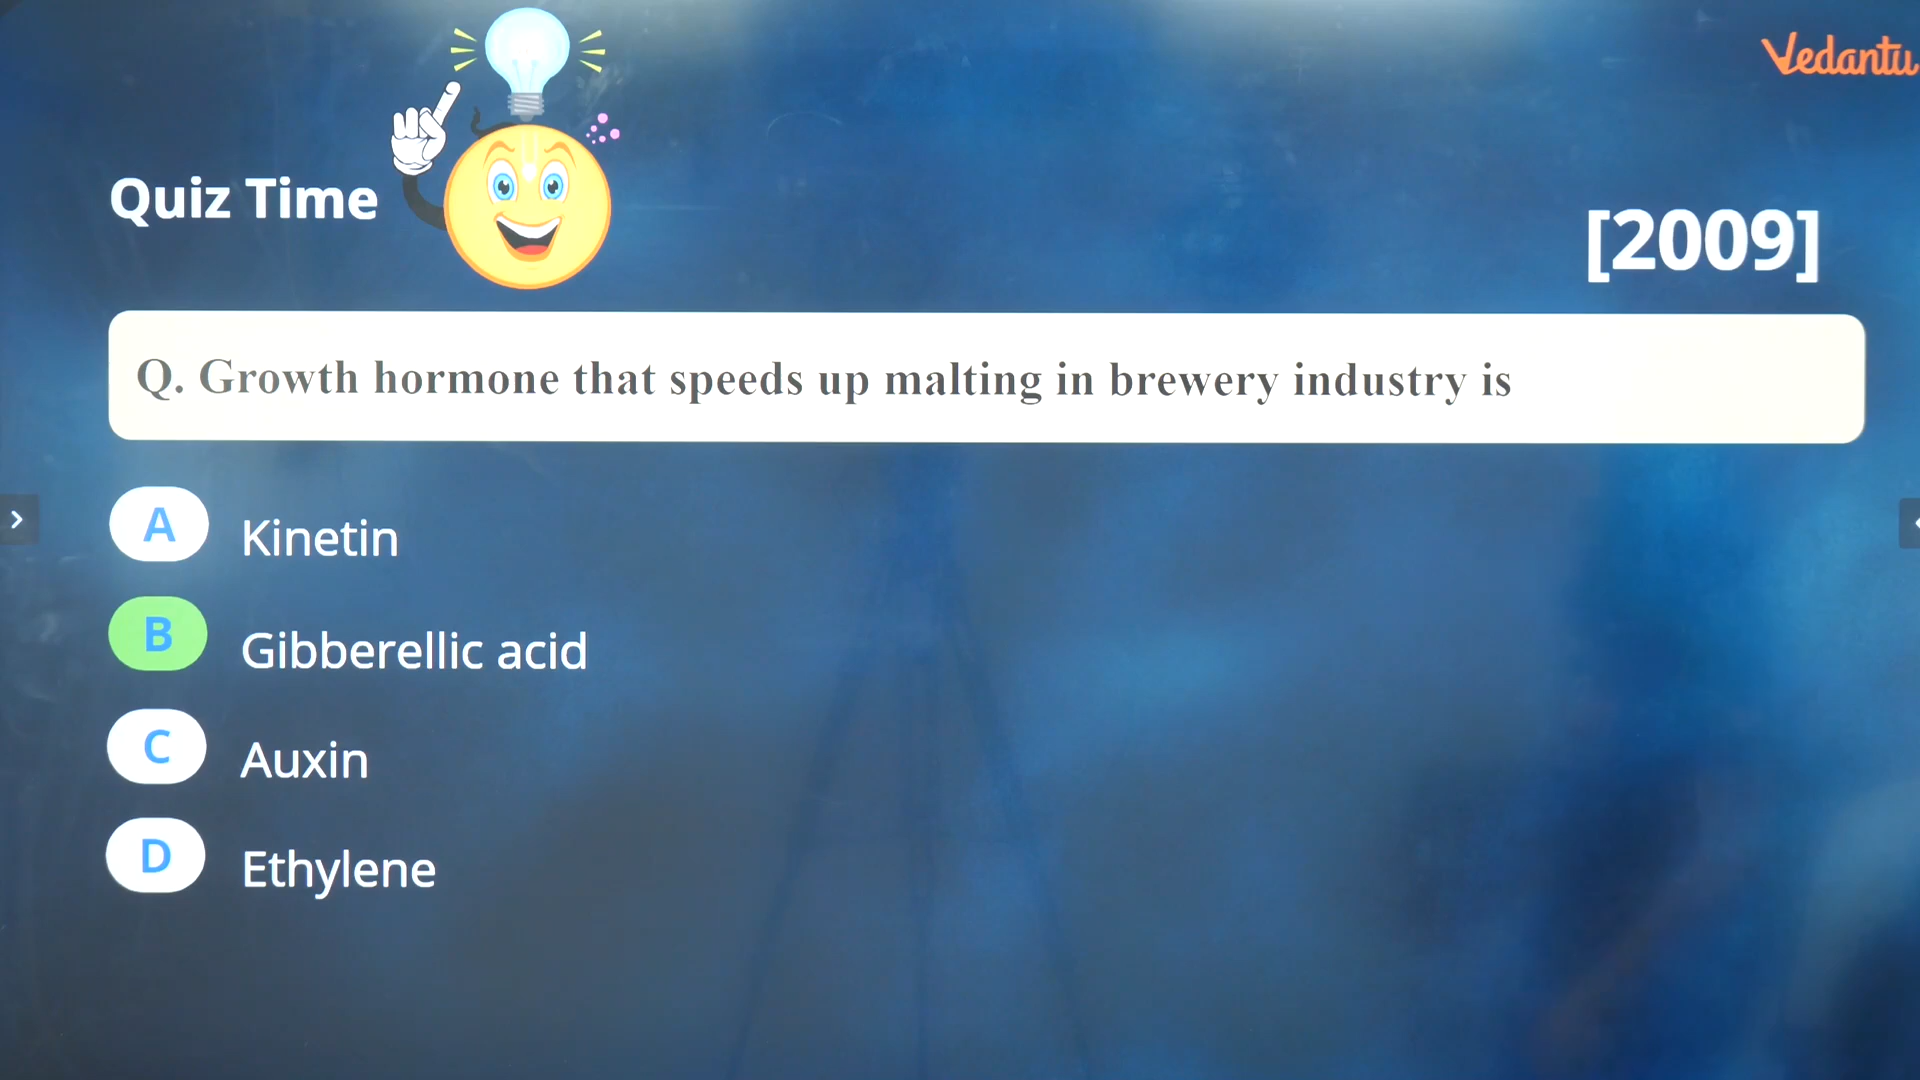 Vedantu
Quiz Time
[2009]
Q. Growth hormone that speeds up malting in brewery industry is
A Kinetin
B Gibberellic acid
C Auxin
D Ethylene